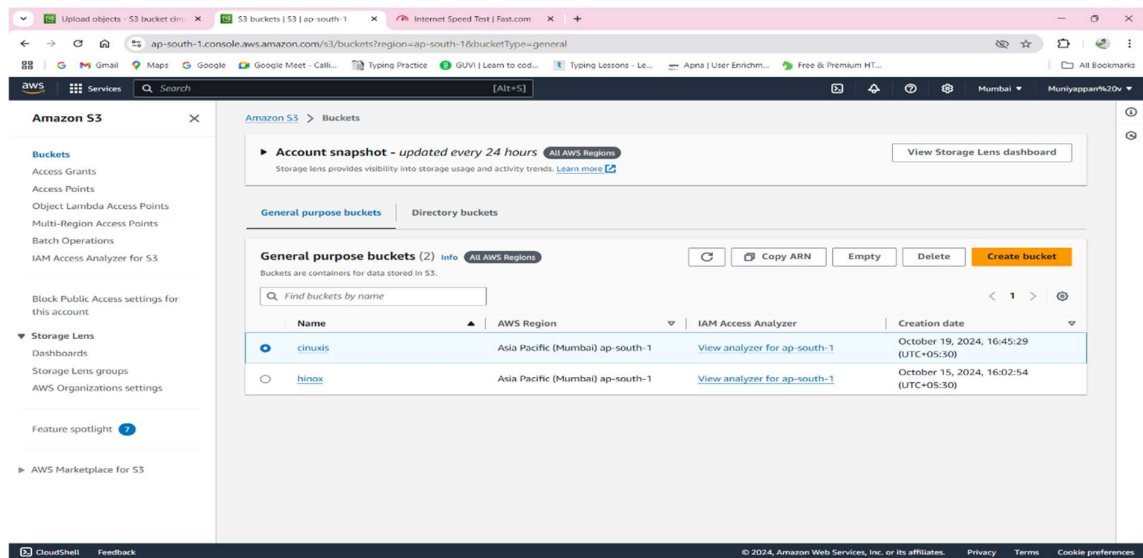 Upload objects - S3 bucket cinu
S3 buckets | S3 | ap-south-1
Internet Speed Test | Fast.com
ap-south-1.console.aws.amazon.com/s3/buckets?region=ap-south-1&bucketType=general
Gmail
Maps
Google
Google Meet - Calli...
Typing Practice
GUVI | Learn to cod...
Typing Lessons - Le...
Apna | User Enrichm...
Free & Premium HT...
All Bookmarks
aws
Services
Search
[Alt+S]
Mumbai
Muniyappan%20v
Amazon S3
Buckets
Access Grants
Access Points
Object Lambda Access Points
Multi-Region Access Points
Batch Operations
IAM Access Analyzer for S3
Block Public Access settings for
this account
Storage Lens
Dashboards
Storage Lens groups
AWS Organizations settings
Feature spotlight 7
AWS Marketplace for S3
Amazon S3 > Buckets
Account snapshot - updated every 24 hours All AWS Regions
Storage lens provides visibility into storage usage and activity trends. Learn more
View Storage Lens dashboard
General purpose buckets
Directory buckets
General purpose buckets (2) Info All AWS Regions
Buckets are containers for data stored in S3.
Copy ARN
Empty
Delete
Create bucket
Find buckets by name
< 1 >
Name AWS Region IAM Access Analyzer Creation date
cinuxis Asia Pacific (Mumbai) ap-south-1 View analyzer for ap-south-1 October 19, 2024, 16:45:29
(UTC+05:30)
hinox Asia Pacific (Mumbai) ap-south-1 View analyzer for ap-south-1 October 15, 2024, 16:02:54
(UTC+05:30)
CloudShell Feedback © 2024, Amazon Web Services, Inc. or its affiliates. Privacy Terms Cookie preferences